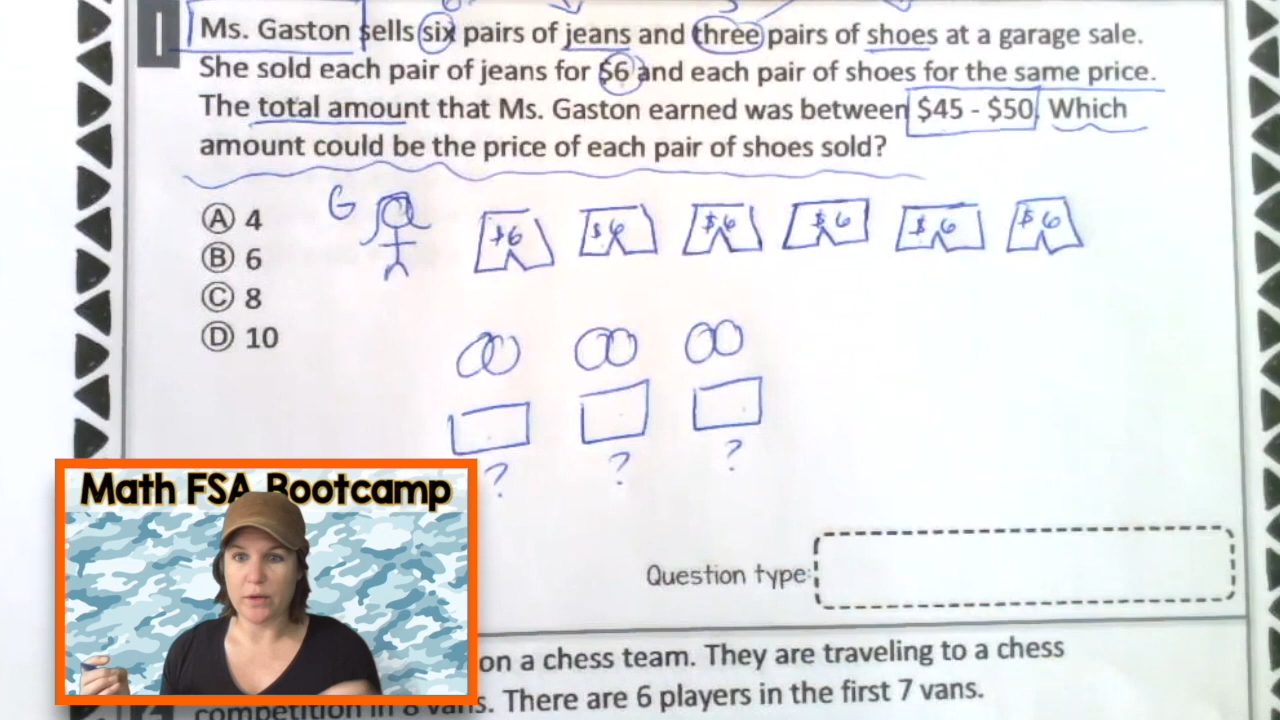 1
Ms. Gaston sells six pairs of jeans and three pairs of shoes at a garage sale.
She sold each pair of jeans for $6 and each pair of shoes for the same price.
The total amount that Ms. Gaston earned was between $45 - $50. Which
amount could be the price of each pair of shoes sold?
G
$6 $6 $6 $6 $6 $6
A 4
B 6
C 8
D 10
? ? ?
Math FSA Bootcamp
Question type:
on a chess team. They are traveling to a chess
competition in 8 vans. There are 6 players in the first 7 vans.